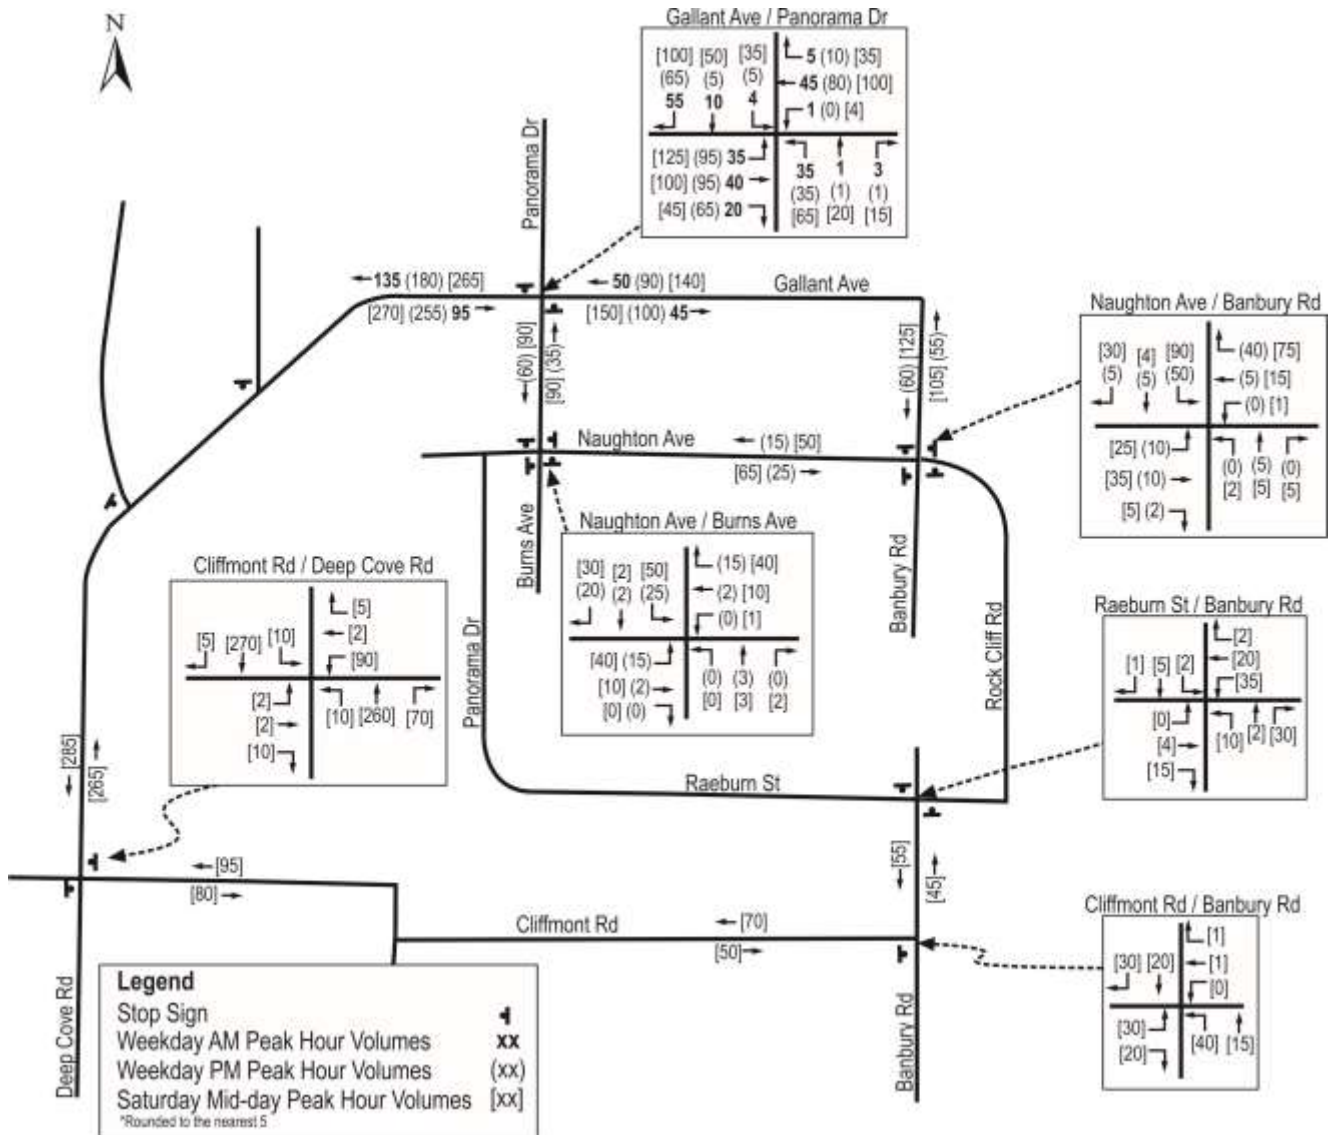 N
Gallant Ave / Panorama Dr
[100] [50] [35]
(65) (5) (5)
55 10 4
5 (10) [35]
45 (80) [100]
1 (0) [4]
[125] (95) 35
[100] (95) 40
[45] (65) 20
35 1 3
(35) (1) (1)
[65] [20] [15]
Panorama Dr
135 (180) [265]
[270] (255) 95
50 (90) [140]
[150] (100) 45
Gallant Ave
(60) [90]
[90] (35)
(60) [125]
[105] (55)
Naughton Ave / Banbury Rd
[30] [4] [90]
(5) (5) (50)
(40) [75]
(5) [15]
(0) [1]
[25] (10)
[35] (10)
[5] (2)
(0) (5) (0)
[2] [5] [5]
Naughton Ave
(15) [50]
[65] (25)
Burns Ave
Naughton Ave / Burns Ave
[30] [2] [50]
(20) (2) (25)
(15) [40]
(2) [10]
(0) [1]
[40] (15)
[10] (2)
[0] (0)
(0) (3) (0)
[0] [3] [2]
Banbury Rd
Rock Cliff Rd
Panorama Dr
Cliffmont Rd / Deep Cove Rd
[5] [270] [10]
[5]
[2]
[90]
[2]
[2]
[10]
[10] [260] [70]
Raeburn St / Banbury Rd
[1] [5] [2]
[2]
[20]
[35]
[0]
[4]
[15]
[10] [2] [30]
[285]
[265]
Raeburn St
[95]
[80]
[55]
[45]
Cliffmont Rd
[70]
[50]
Cliffmont Rd / Banbury Rd
[30] [20]
[1]
[1]
[0]
[30]
[20]
[40] [15]
Deep Cove Rd
Banbury Rd
Legend
Stop Sign
Weekday AM Peak Hour Volumes xx
Weekday PM Peak Hour Volumes (xx)
Saturday Mid-day Peak Hour Volumes [xx]
*Rounded to the nearest 5